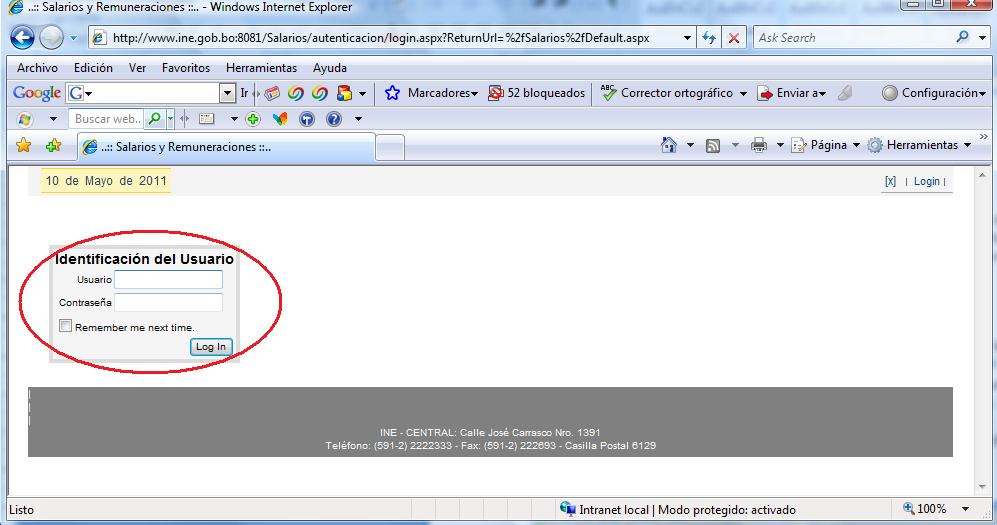 ..:: Salarios y Remuneraciones ::.. - Windows Internet Explorer
http://www.ine.gob.bo:8081/Salarios/autenticacion/login.aspx?ReturnUrl=%2fSalarios%2fDefault.aspx
Ask Search
Archivo Edición Ver Favoritos Herramientas Ayuda
Google G Ir Marcadores 52 bloqueados ABC Corrector ortográfico Enviar a Configuración
Buscar web..
..:: Salarios y Remuneraciones ::.. Página Herramientas
10 de Mayo de 2011 [x] | Login |
Identificación del Usuario
Usuario
Contraseña
Remember me next time.
Log In
INE - CENTRAL: Calle José Carrasco Nro. 1391
Teléfono: (591-2) 2222333 - Fax: (591-2) 222693 - Casilla Postal 6129
Listo Intranet local | Modo protegido: activado 100%